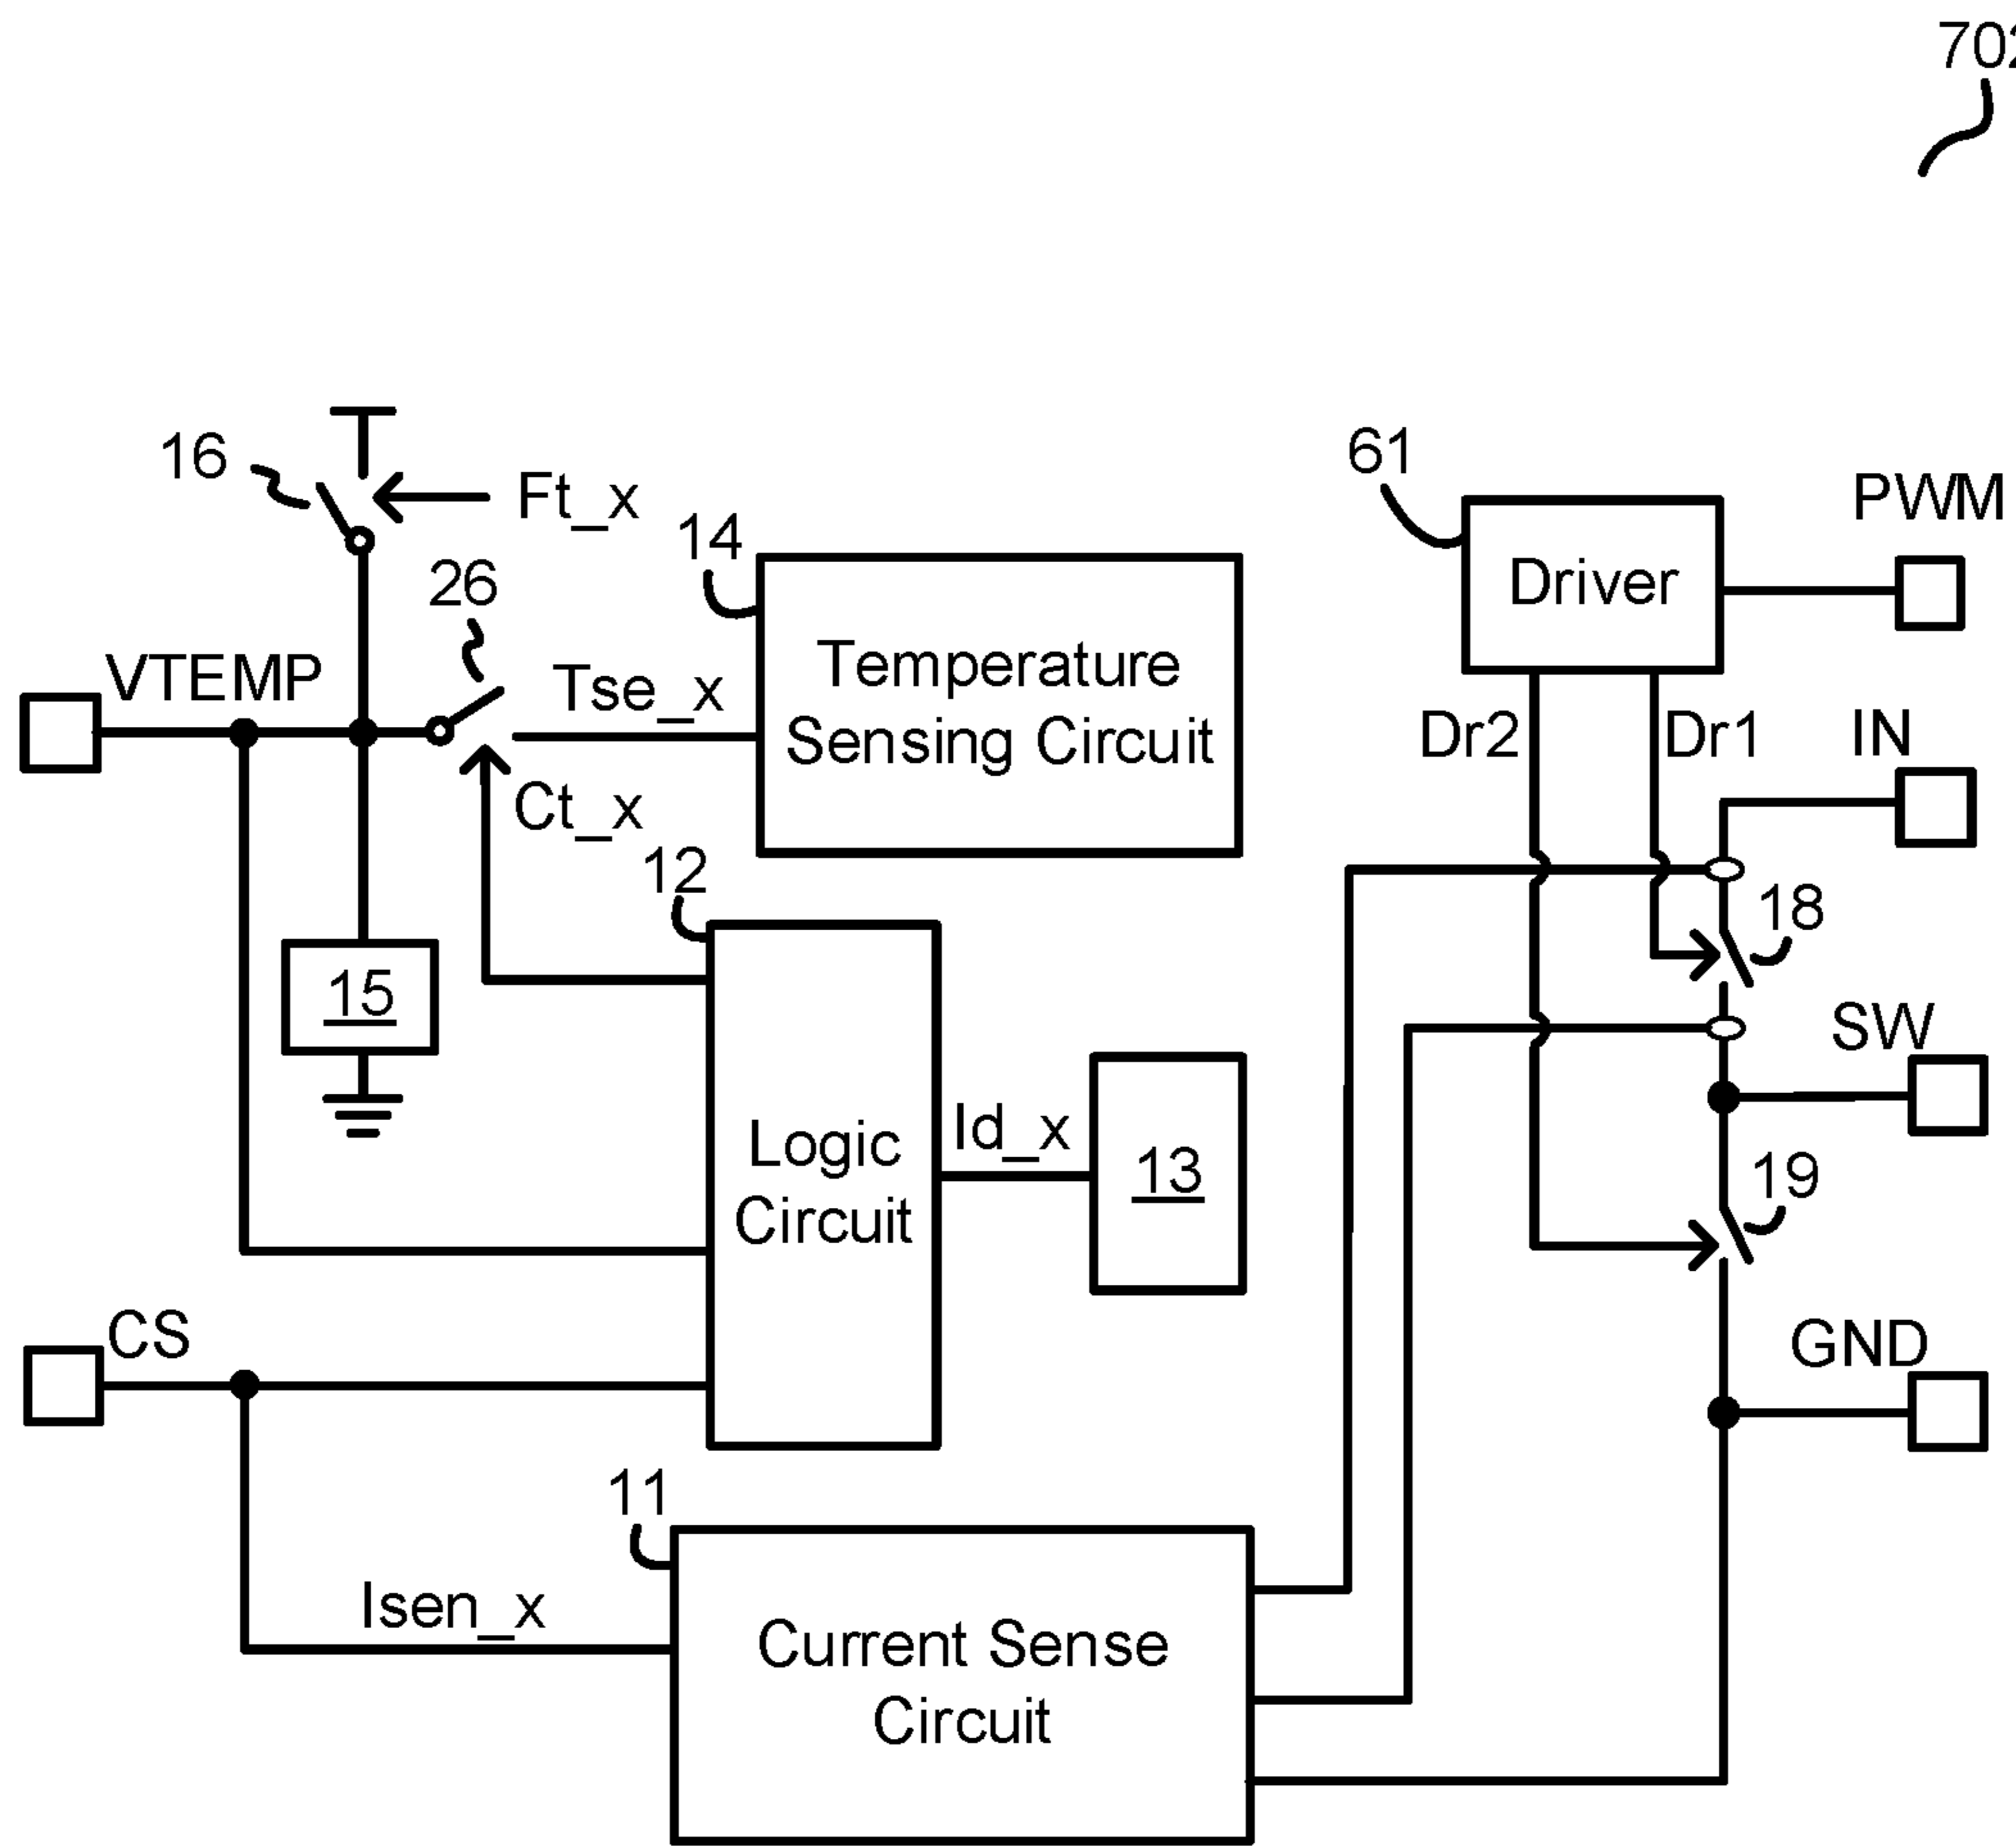 702
16
Ft_x
61
PWM
14
26
Driver
VTEMP
Tse_x
Temperature
Sensing Circuit
Dr2
Dr1
IN
Ct_x
12
18
15
SW
Logic
Circuit
Id_x
13
19
CS
GND
11
Isen_x
Current Sense
Circuit